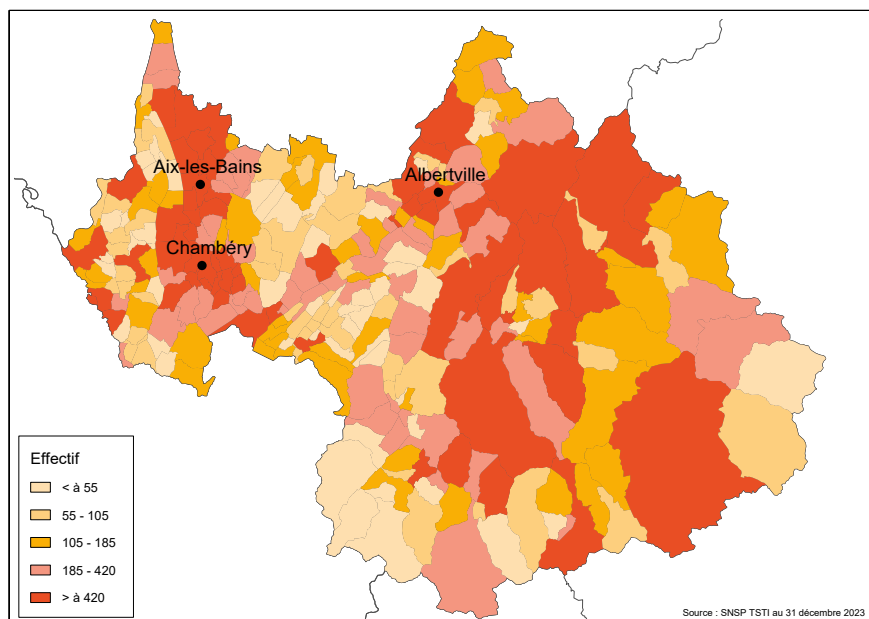 Aix-les-Bains
Albertville
Chambéry
Effectif
< à 55
55 - 105
105 - 185
185 - 420
> à 420
Source : SNSP TSTI au 31 décembre 2023